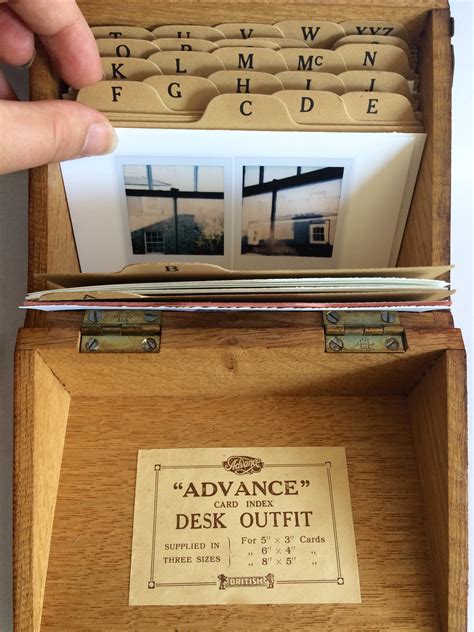 T U V W XYZ
K L M Mc
F G H I
C D E
B
Advance
"ADVANCE"
CARD INDEX
DESK OUTFIT
SUPPLIED IN THREE SIZES
For 5" × 3" Cards
„ 6" × 4" „
„ 8" × 5" „
BRITISH